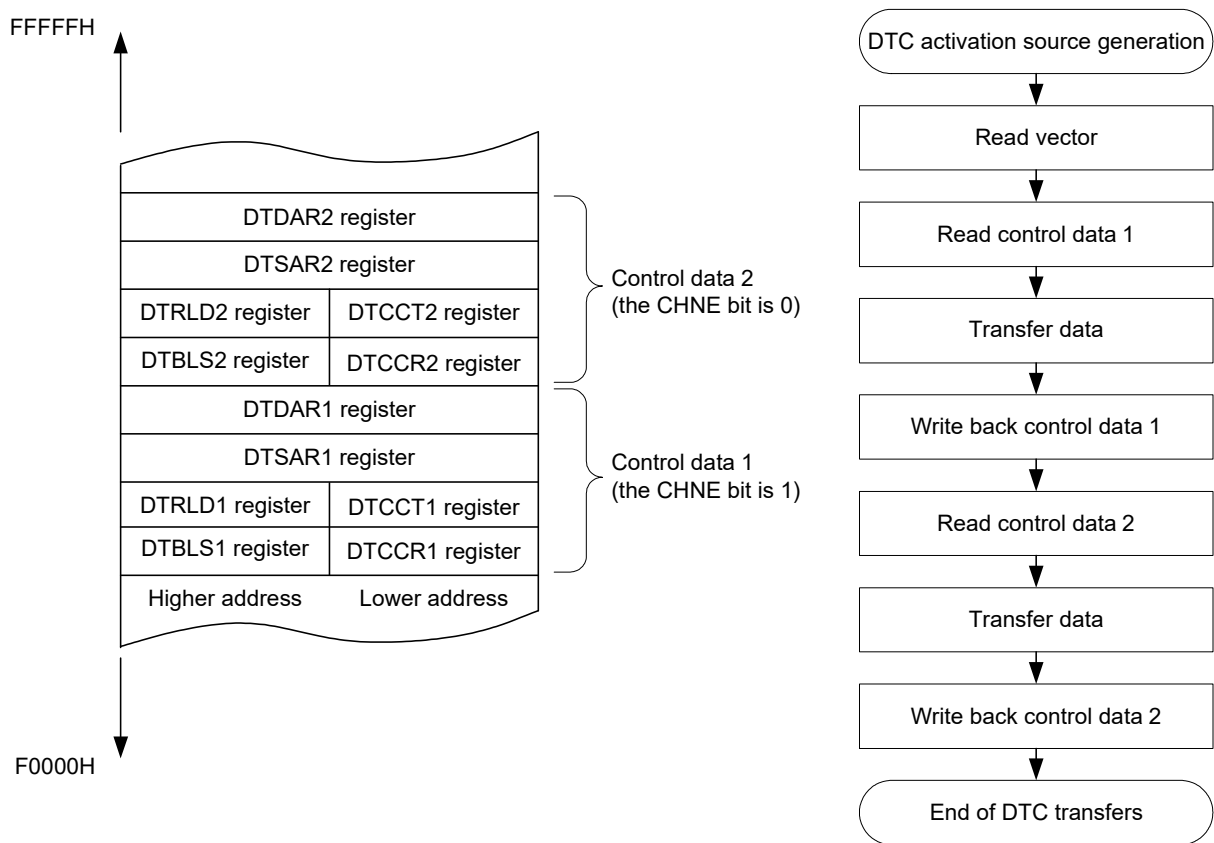 FFFFFH
DTDAR2 register
DTSAR2 register
DTRLD2 register DTCCT2 register
DTBLS2 register DTCCR2 register
Control data 2
(the CHNE bit is 0)
DTDAR1 register
DTSAR1 register
DTRLD1 register DTCCT1 register
DTBLS1 register DTCCR1 register
Control data 1
(the CHNE bit is 1)
Higher address Lower address
F0000H
DTC activation source generation
Read vector
Read control data 1
Transfer data
Write back control data 1
Read control data 2
Transfer data
Write back control data 2
End of DTC transfers